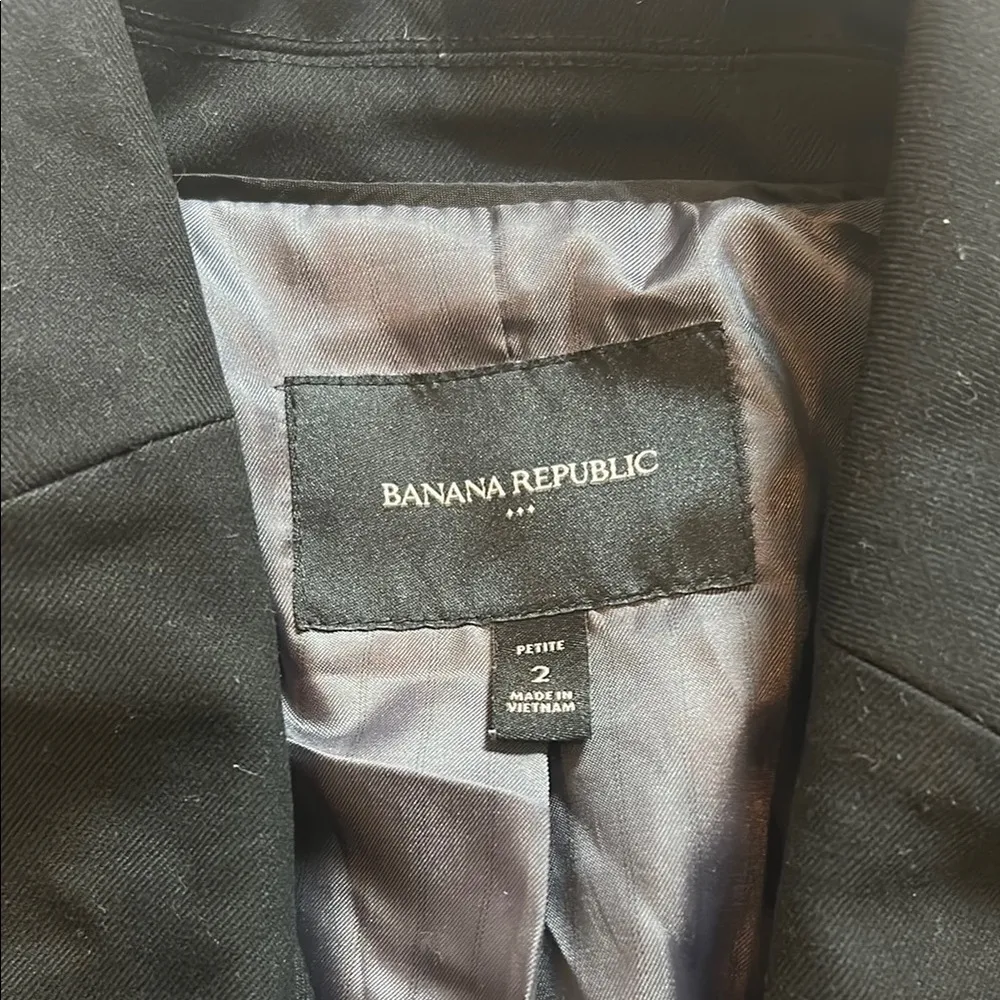 BANANA REPUBLIC
PETITE
2
MADE IN
VIETNAM